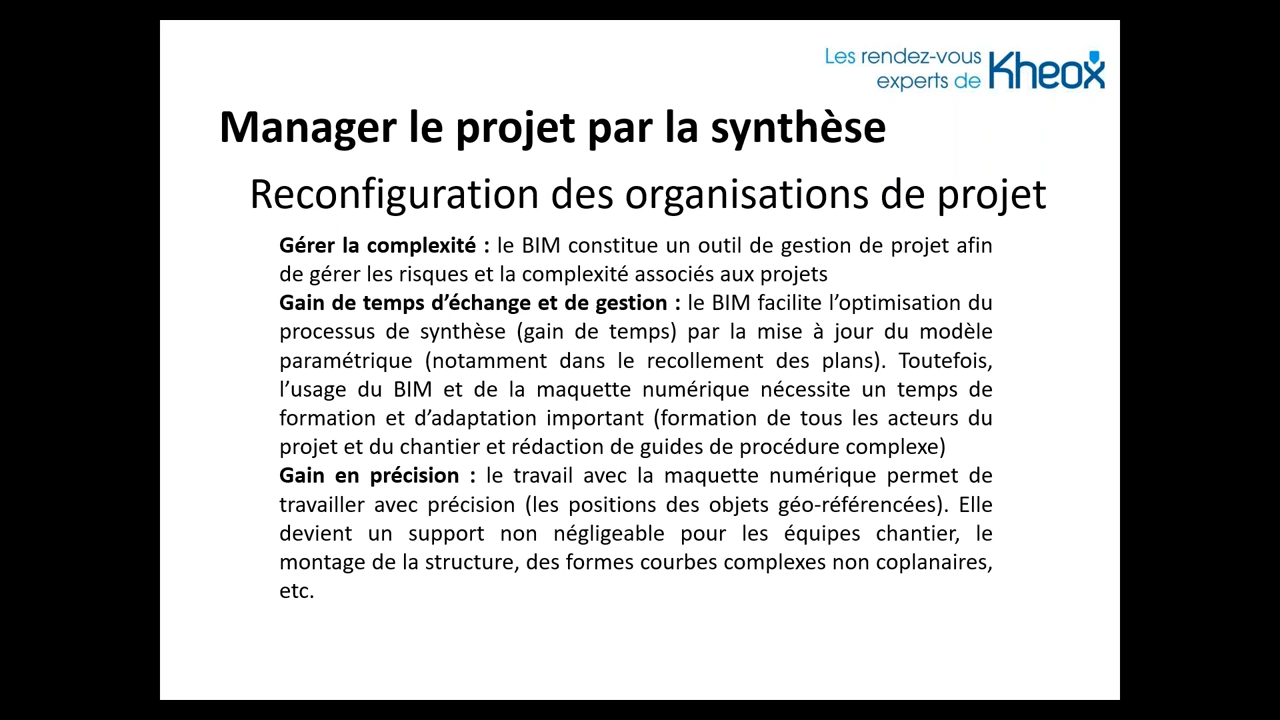 Les rendez-vous
experts de Kheox
Manager le projet par la synthèse
Reconfiguration des organisations de projet
Gérer la complexité : le BIM constitue un outil de gestion de projet afin
de gérer les risques et la complexité associés aux projets
Gain de temps d’échange et de gestion : le BIM facilite l’optimisation du
processus de synthèse (gain de temps) par la mise à jour du modèle
paramétrique (notamment dans le recollement des plans). Toutefois,
l’usage du BIM et de la maquette numérique nécessite un temps de
formation et d’adaptation important (formation de tous les acteurs du
projet et du chantier et rédaction de guides de procédure complexe)
Gain en précision : le travail avec la maquette numérique permet de
travailler avec précision (les positions des objets géo-référencées). Elle
devient un support non négligeable pour les équipes chantier, le
montage de la structure, des formes courbes complexes non coplanaires,
etc.